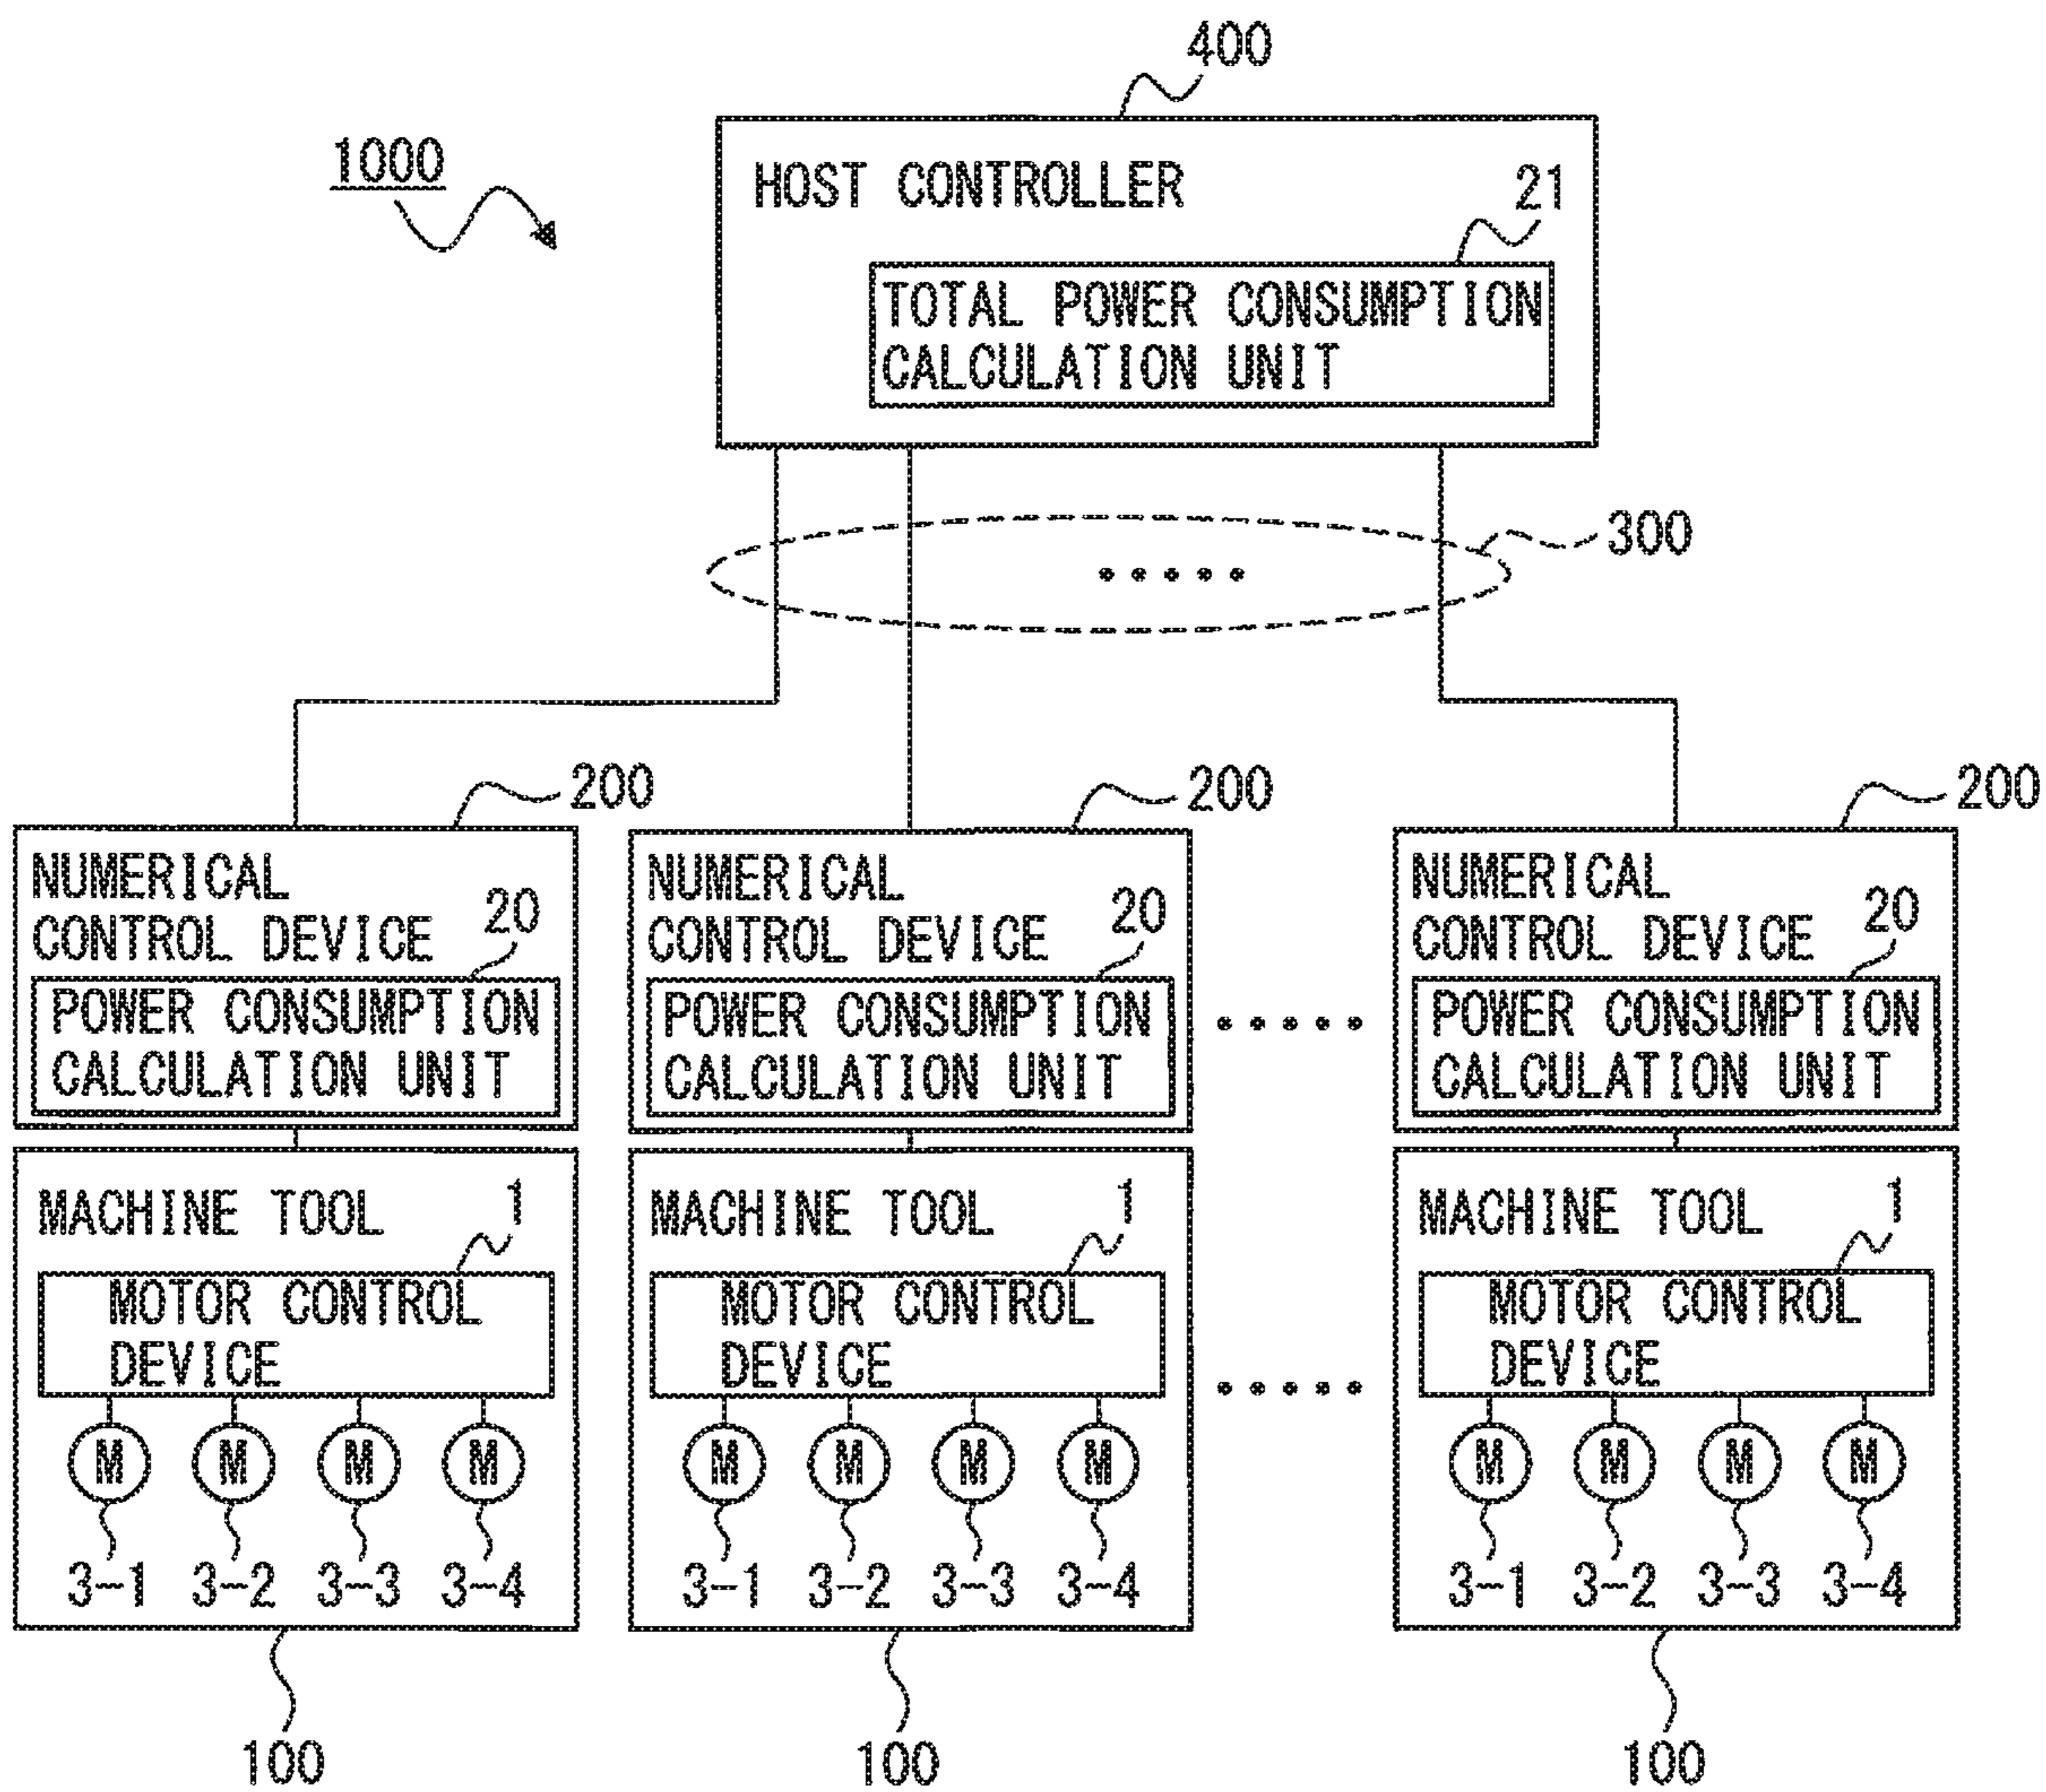 400
1000
HOST CONTROLLER
21
TOTAL POWER CONSUMPTION
CALCULATION UNIT
300
200
NUMERICAL
CONTROL DEVICE
20
POWER CONSUMPTION
CALCULATION UNIT
MACHINE TOOL
1
MOTOR CONTROL
DEVICE
M M M M
3-1 3-2 3-3 3-4
100
200
NUMERICAL
CONTROL DEVICE
20
POWER CONSUMPTION
CALCULATION UNIT
MACHINE TOOL
1
MOTOR CONTROL
DEVICE
M M M M
3-1 3-2 3-3 3-4
100
200
NUMERICAL
CONTROL DEVICE
20
POWER CONSUMPTION
CALCULATION UNIT
MACHINE TOOL
1
MOTOR CONTROL
DEVICE
M M M M
3-1 3-2 3-3 3-4
100